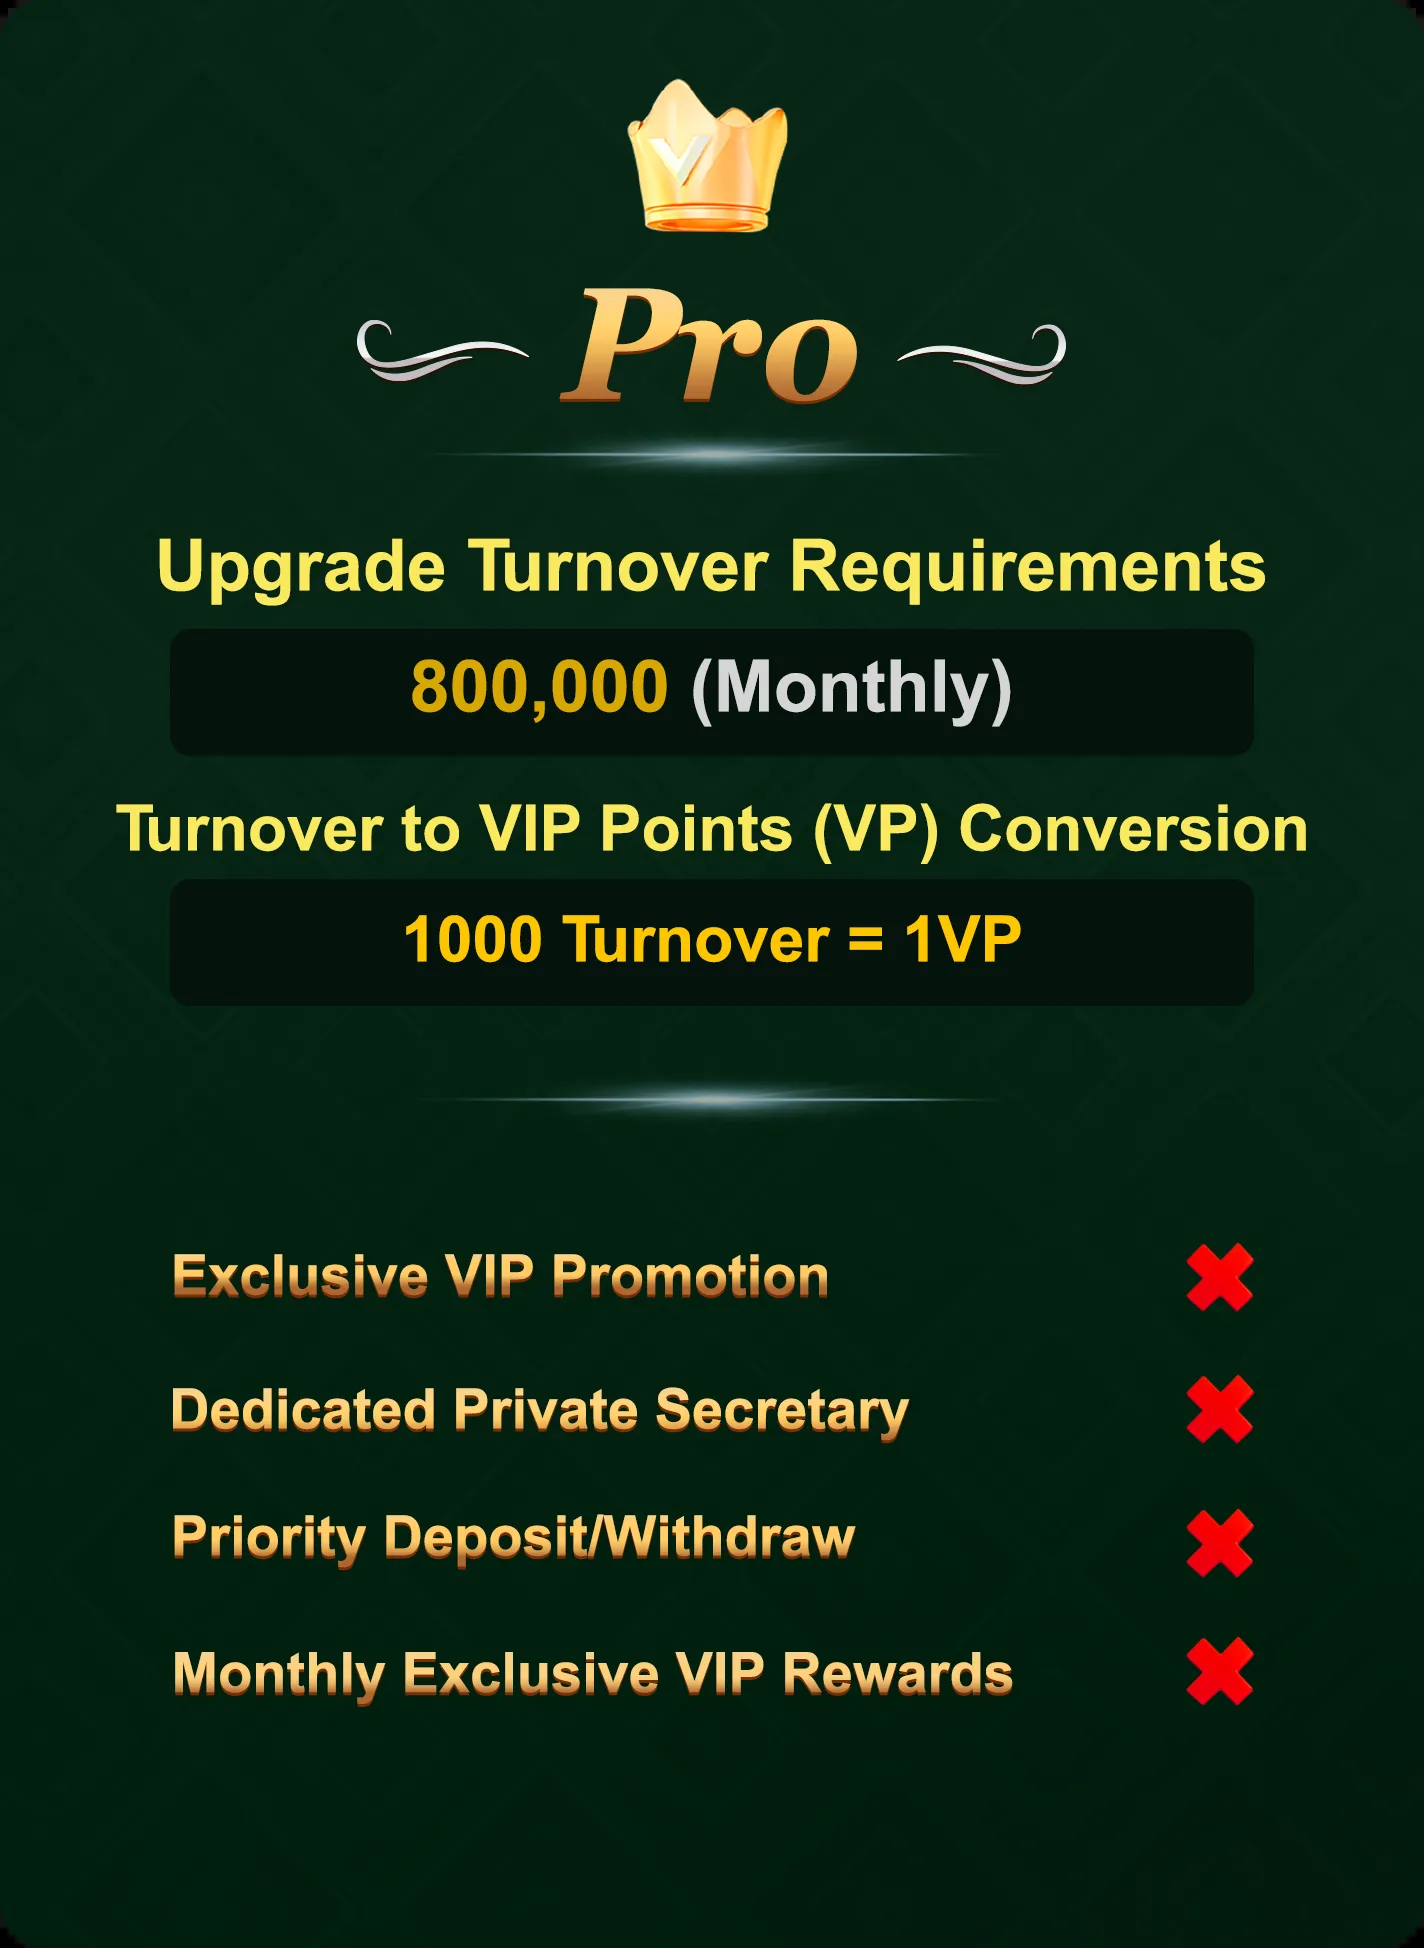 V
Pro
Upgrade Turnover Requirements
800,000 (Monthly)
Turnover to VIP Points (VP) Conversion
1000 Turnover = 1VP
Exclusive VIP Promotion
Dedicated Private Secretary
Priority Deposit/Withdraw
Monthly Exclusive VIP Rewards